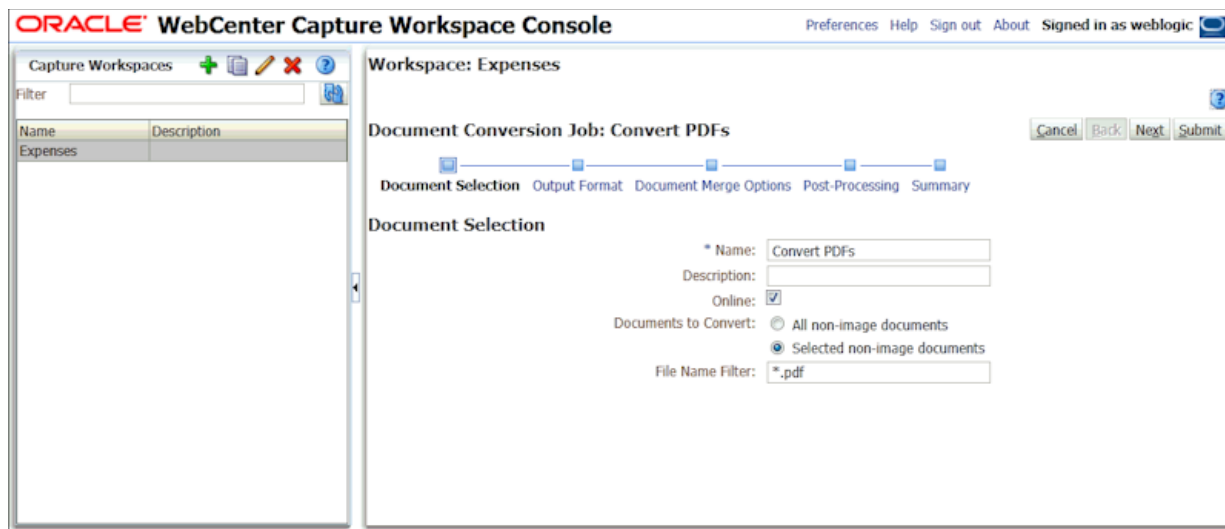 ORACLE® WebCenter Capture Workspace Console
Preferences Help Sign out About Signed in as weblogic
Capture Workspaces
Filter
Name Description
Expenses
Workspace: Expenses
Document Conversion Job: Convert PDFs
Cancel Back Next Submit
Document Selection Output Format Document Merge Options Post-Processing Summary
Document Selection
* Name: Convert PDFs
Description:
Online:
Documents to Convert: All non-image documents
Selected non-image documents
File Name Filter: *.pdf